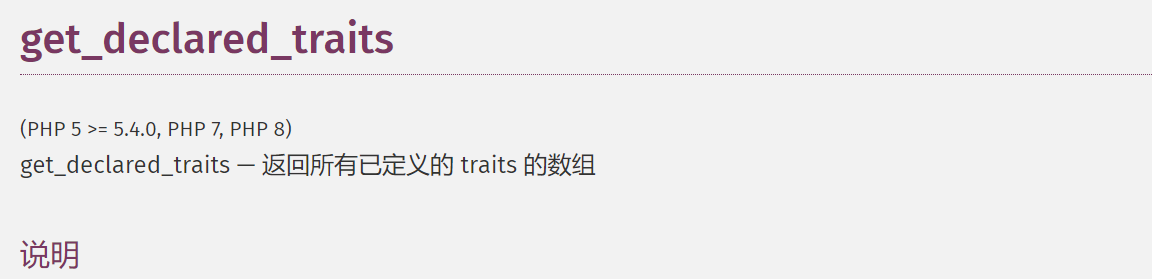 get_declared_traits
(PHP 5 >= 5.4.0, PHP 7, PHP 8)
get_declared_traits — 返回所有已定义的 traits 的数组
说明